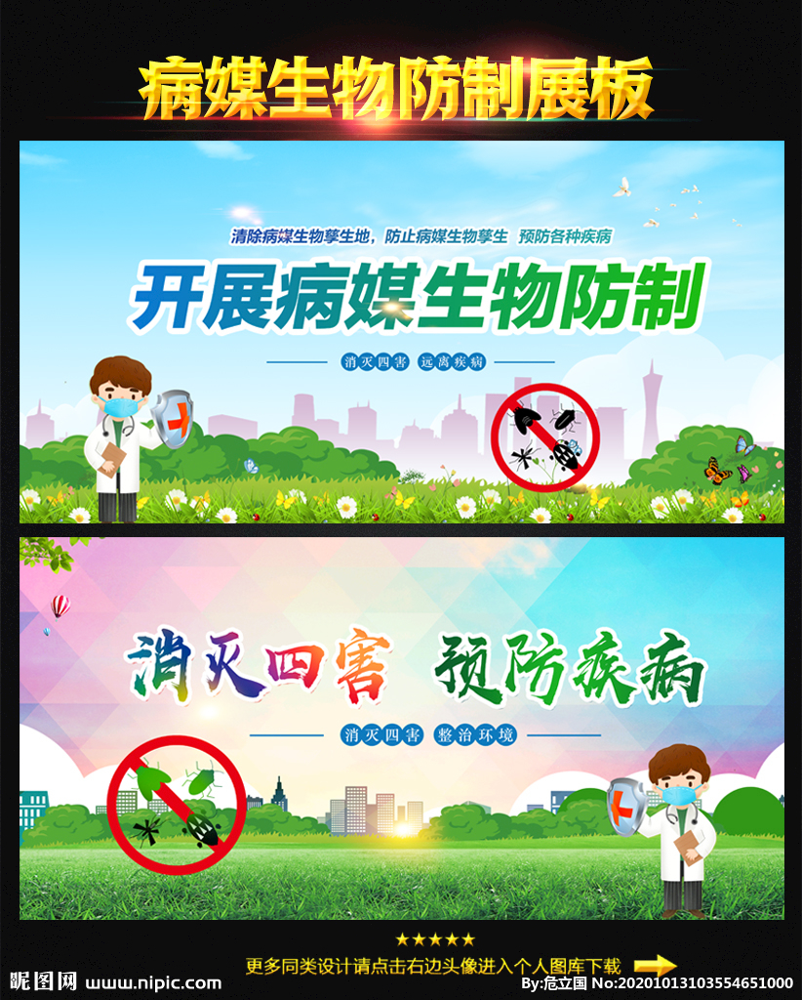 病媒生物防制展板
清除病媒生物孳生地，防止病媒生物孳生 预防各种疾病
开展病媒生物防制
消灭四害 远离疾病
消灭四害 预防疾病
消灭四害 整治环境
★★★★★
更多同类设计请点击右边头像进入个人图库下载
昵图网 www.nipic.com
By:危立国 No:20201013103554651000